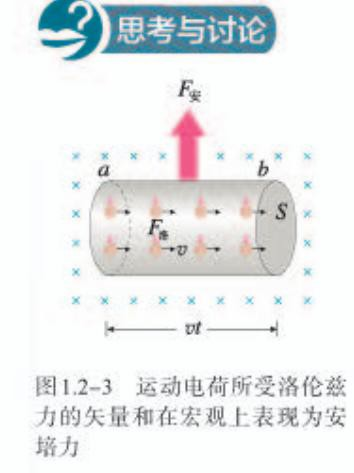 思考与讨论
F安
a b
S
F洛
v
vt
图1.2-3 运动电荷所受洛伦兹
力的矢量和在宏观上表现为安
培力